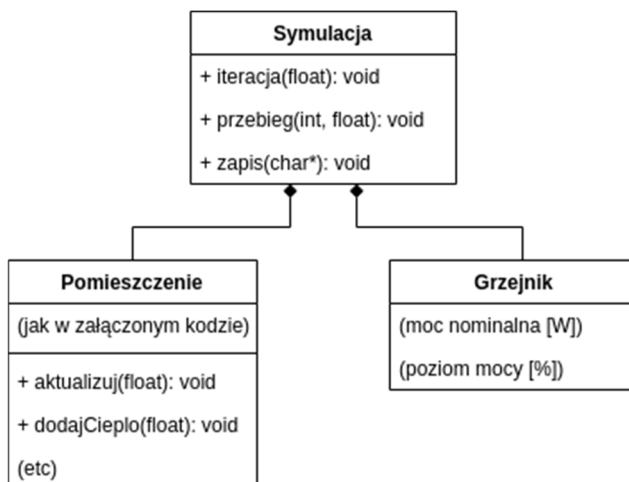 Symulacja
+ iteracja(float): void
+ przebieg(int, float): void
+ zapis(char*): void
Pomieszczenie
(jak w załączonym kodzie)
+ aktualizuj(float): void
+ dodajCieplo(float): void
(etc)
Grzejnik
(moc nominalna [W])
(poziom mocy [%])